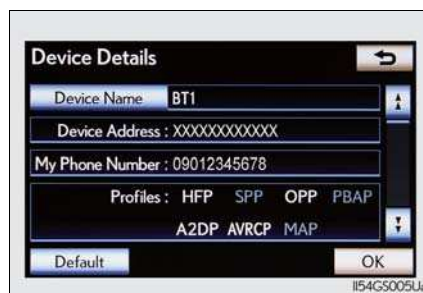 Device Details
Device Name BT1
Device Address : XXXXXXXXXXXX
My Phone Number : 09012345678
Profiles : HFP SPP OPP PBAP
A2DP AVRCP MAP
Default OK
II54GS005Ua